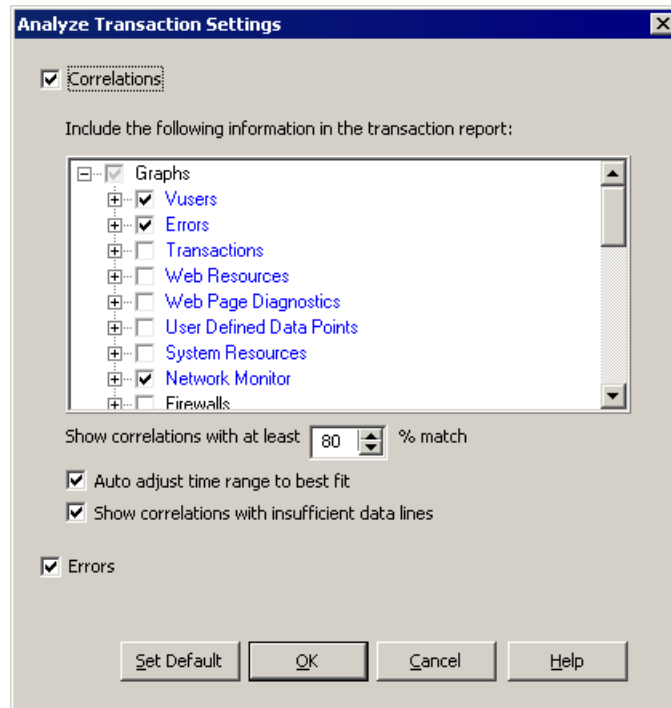 Analyze Transaction Settings
Correlations
Include the following information in the transaction report:
Graphs
Vusers
Errors
Transactions
Web Resources
Web Page Diagnostics
User Defined Data Points
System Resources
Network Monitor
Firewalls
Show correlations with at least 80 % match
Auto adjust time range to best fit
Show correlations with insufficient data lines
Errors
Set Default OK Cancel Help